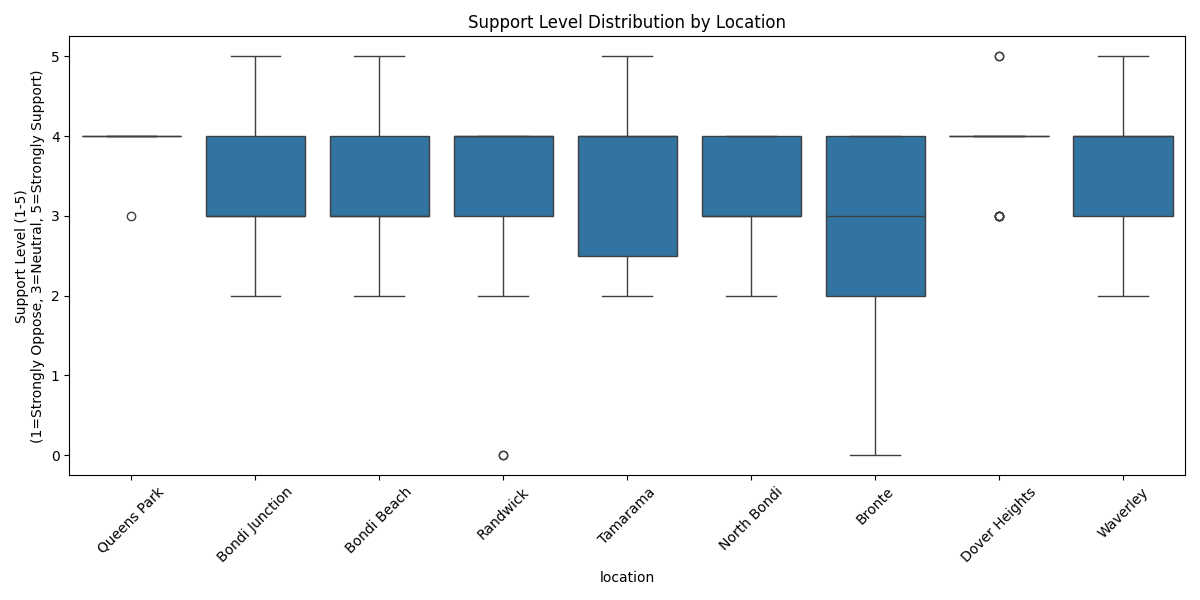 Support Level Distribution by Location
Support Level (1-5)
(1=Strongly Oppose, 3=Neutral, 5=Strongly Support)
5
4
3
2
1
0
Queens Park
Bondi Junction
Bondi Beach
Randwick
Tamarama
North Bondi
Bronte
Dover Heights
Waverley
location